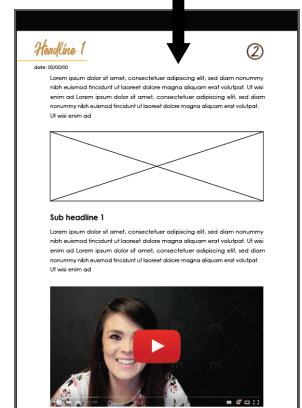 Headline 1
2
date: 00/00/00
Lorem ipsum dolor sit amet, consectetuer adipiscing elit, sed diam nonummy
nibh euismod tincidunt ut laoreet dolore magna aliquam erat volutpat. Ut wisi
enim ad Lorem ipsum dolor sit amet, consectetuer adipiscing elit, sed diam
nonummy nibh euismod tincidunt ut laoreet dolore magna aliquam erat volutpat.
Ut wisi enim ad
Sub headline 1
Lorem ipsum dolor sit amet, consectetuer adipiscing elit, sed diam nonummy
nibh euismod tincidunt ut laoreet dolore magna aliquam erat volutpat. Ut wisi
enim ad Lorem ipsum dolor sit amet, consectetuer adipiscing elit, sed diam
nonummy nibh euismod tincidunt ut laoreet dolore magna aliquam erat volutpat.
Ut wisi enim ad